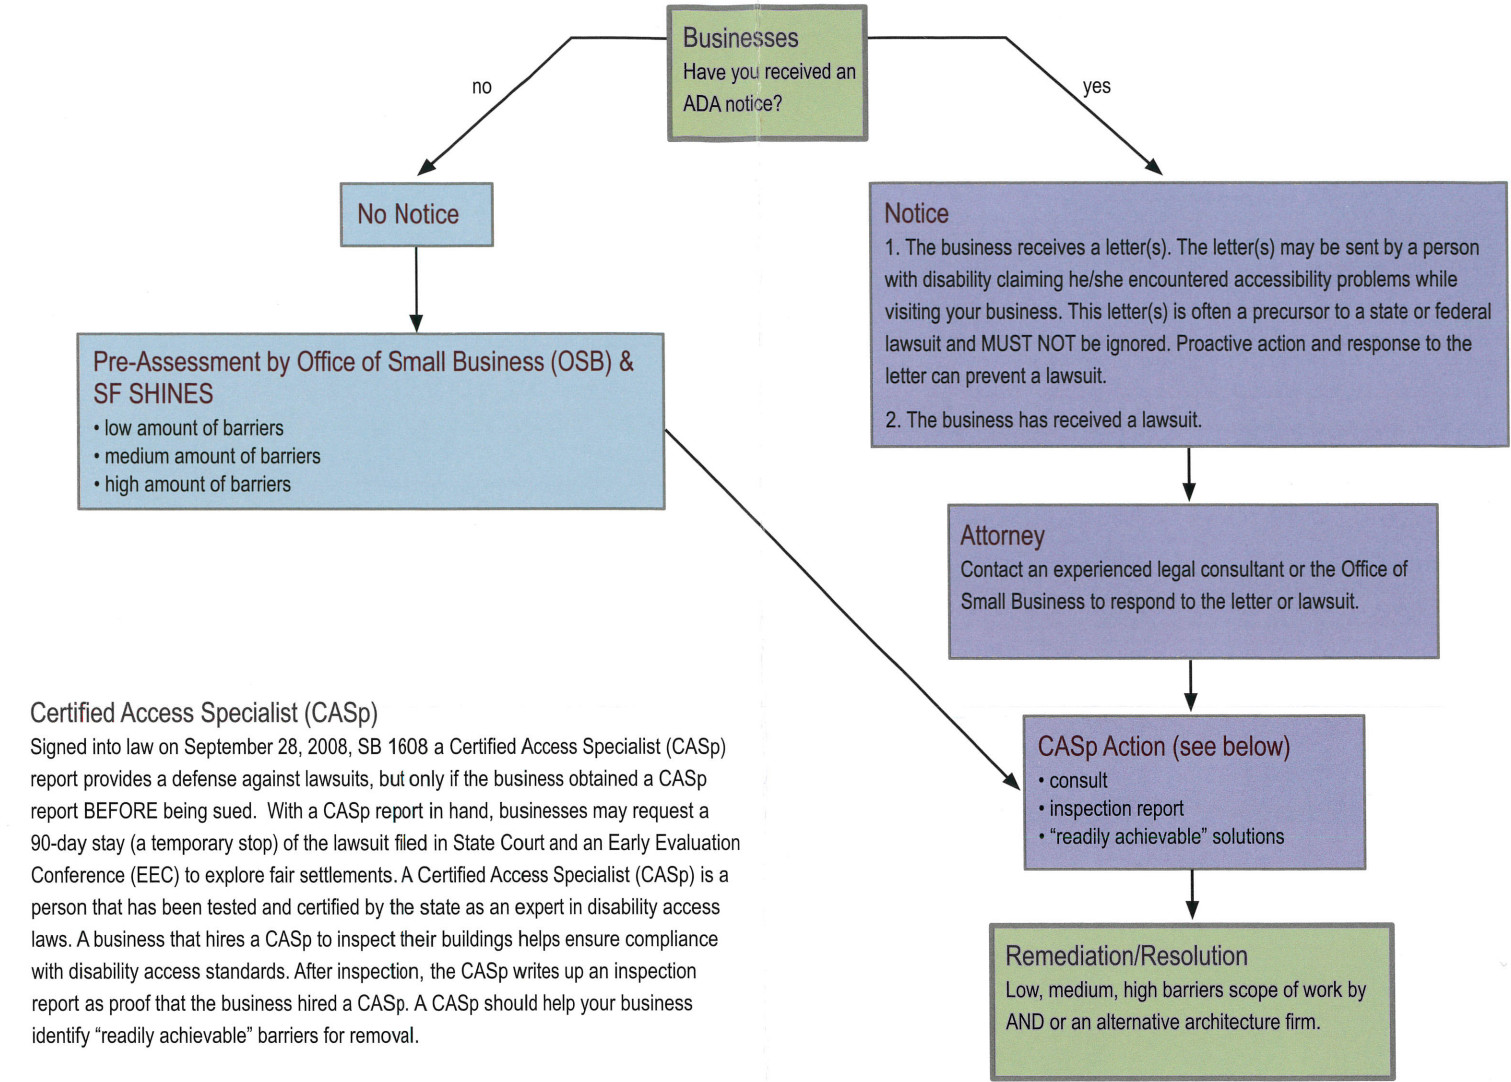 Businesses
Have you received an
ADA notice?
no
yes
No Notice
Notice
1. The business receives a letter(s). The letter(s) may be sent by a person
with disability claiming he/she encountered accessibility problems while
visiting your business. This letter(s) is often a precursor to a state or federal
lawsuit and MUST NOT be ignored. Proactive action and response to the
letter can prevent a lawsuit.
2. The business has received a lawsuit.
Pre-Assessment by Office of Small Business (OSB) &
SF SHINES
• low amount of barriers
• medium amount of barriers
• high amount of barriers
Attorney
Contact an experienced legal consultant or the Office of
Small Business to respond to the letter or lawsuit.
CASp Action (see below)
• consult
• inspection report
• “readily achievable” solutions
Remediation/Resolution
Low, medium, high barriers scope of work by
AND or an alternative architecture firm.
Certified Access Specialist (CASp)
Signed into law on September 28, 2008, SB 1608 a Certified Access Specialist (CASp)
report provides a defense against lawsuits, but only if the business obtained a CASp
report BEFORE being sued.  With a CASp report in hand, businesses may request a
90-day stay (a temporary stop) of the lawsuit filed in State Court and an Early Evaluation
Conference (EEC) to explore fair settlements. A Certified Access Specialist (CASp) is a
person that has been tested and certified by the state as an expert in disability access
laws. A business that hires a CASp to inspect their buildings helps ensure compliance
with disability access standards. After inspection, the CASp writes up an inspection
report as proof that the business hired a CASp. A CASp should help your business
identify “readily achievable” barriers for removal.